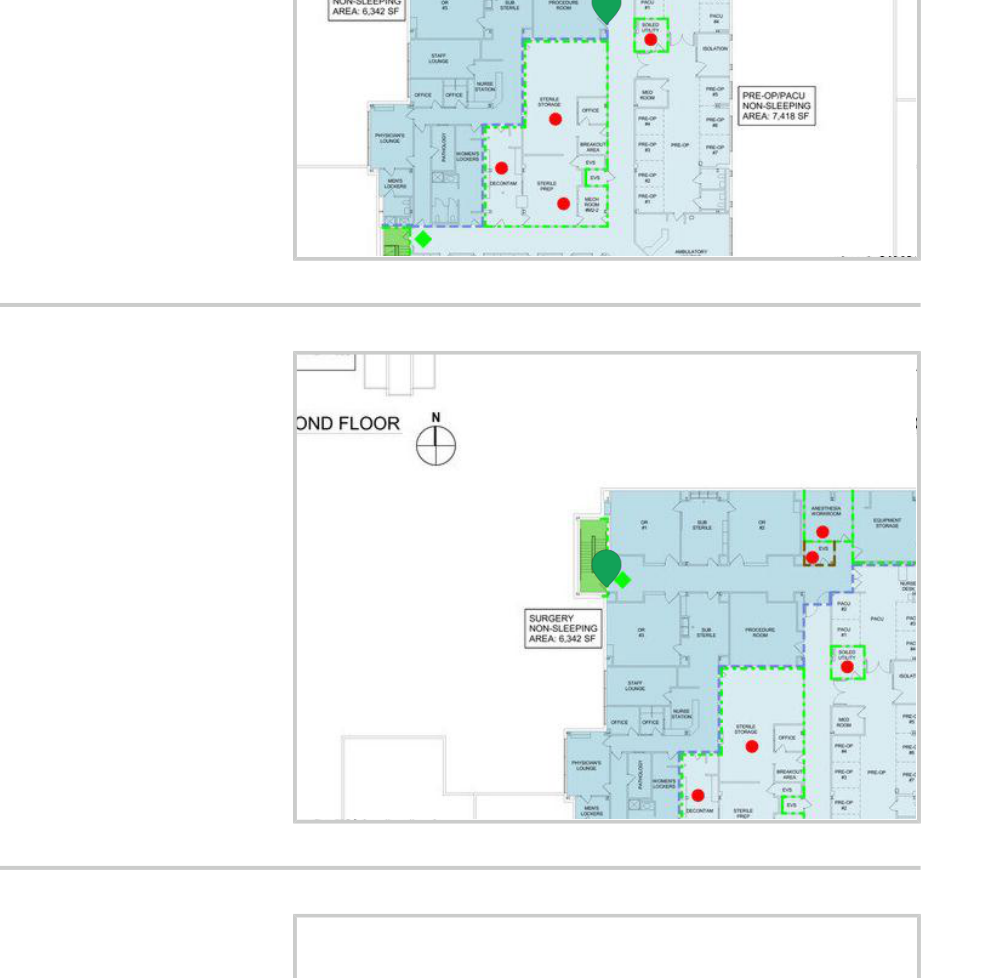 NON-SLEEPING
AREA: 6,342 SF
OR
SUB
STERILE
PROCEDURE
ROOM
PACU
#1
PACU
#4
SOILED
UTILITY
ISOLATION
STAFF
LOUNGE
OFFICE
OFFICE
NURSE
STATION
STERILE
STORAGE
OFFICE
MED
ROOM
PRE-OP
#5
PRE-OP/PACU
NON-SLEEPING
AREA: 7,418 SF
PRE-OP
#4
PRE-OP
#6
PHYSICIAN'S
LOUNGE
PATHOLOGY
WOMEN'S
LOCKERS
BREAKOUT
AREA
PRE-OP
#3
PRE-OP
PRE-OP
#7
EVS
EVS
MEN'S
LOCKERS
DECONTAM
STERILE
PREP
PRE-OP
#2
PRE-OP
#1
MECH
ROOM
AMBULATORY
OND FLOOR
N
ANESTHESIA
WORKROOM
OR
#1
SUB
STERILE
OR
#2
EQUIPMENT
STORAGE
EVS
SURGERY
NON-SLEEPING
AREA: 6,342 SF
PACU
#2
PACU
PACU
#1
OR
#3
SUB
STERILE
PROCEDURE
ROOM
SOILED
UTILITY
STAFF
LOUNGE
OFFICE
OFFICE
NURSE
STATION
STERILE
STORAGE
OFFICE
MED
ROOM
PRE-OP
#4
PHYSICIAN'S
LOUNGE
PATHOLOGY
WOMEN'S
LOCKERS
BREAKOUT
AREA
PRE-OP
#3
PRE-OP
EVS
EVS
MEN'S
LOCKERS
DECONTAM
STERILE
PREP
PRE-OP
#2